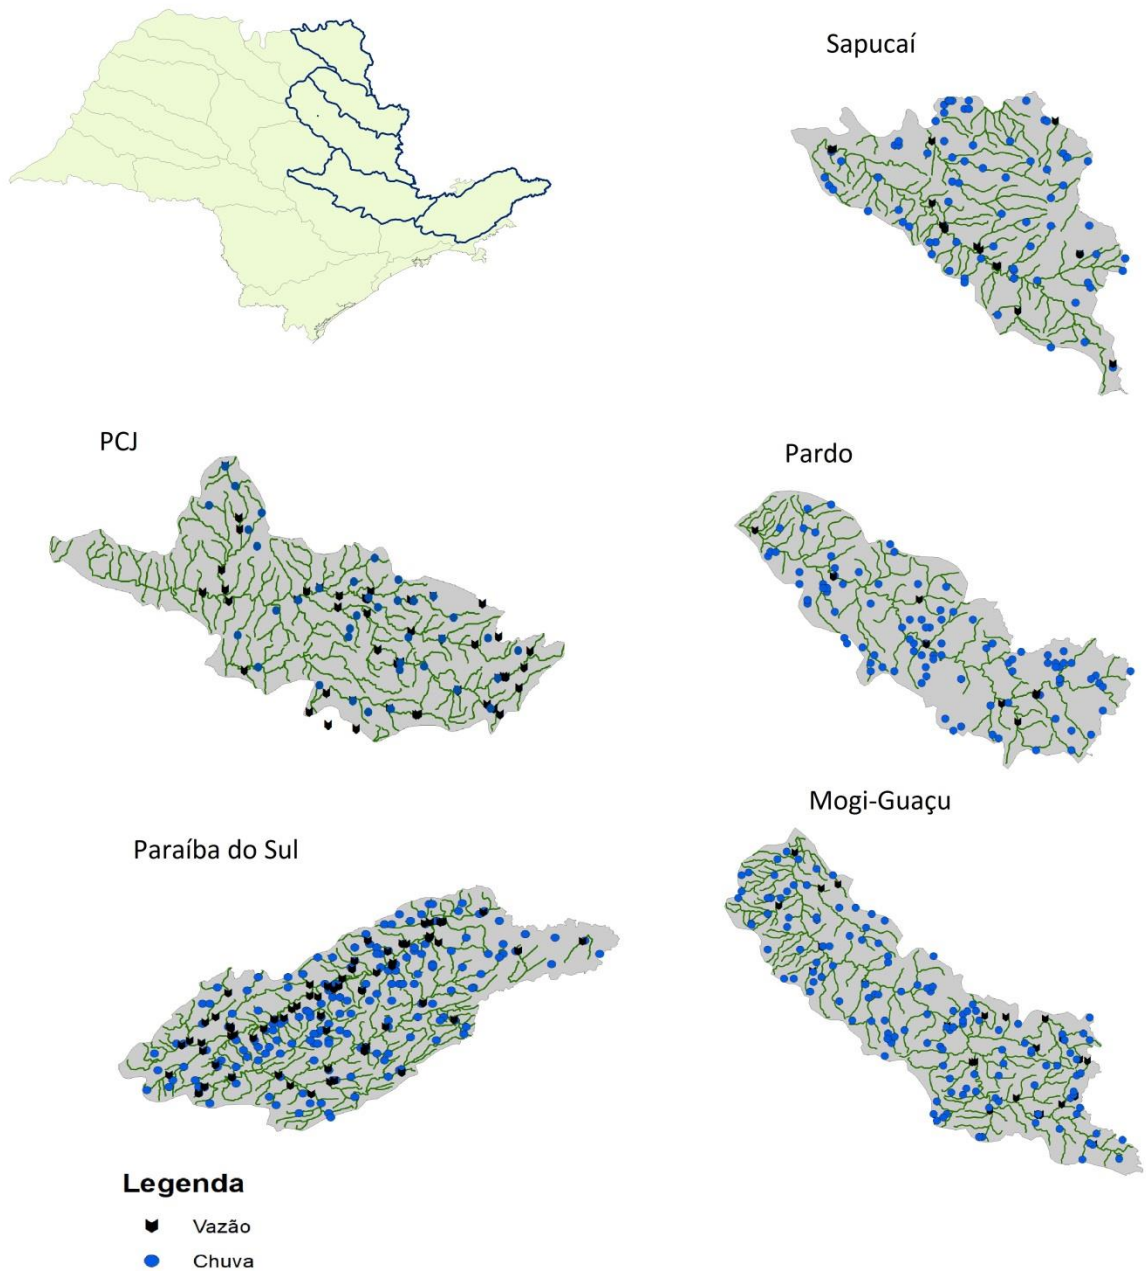 Sapucaí
PCJ
Pardo
Mogi-Guaçu
Paraíba do Sul
Legenda
Vazão
Chuva